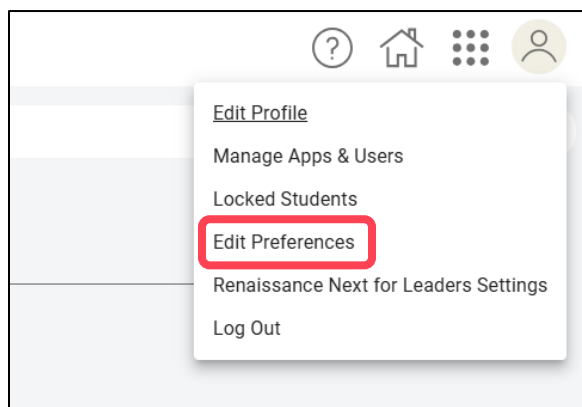 ?
Edit Profile
Manage Apps & Users
Locked Students
Edit Preferences
Renaissance Next for Leaders Settings
Log Out